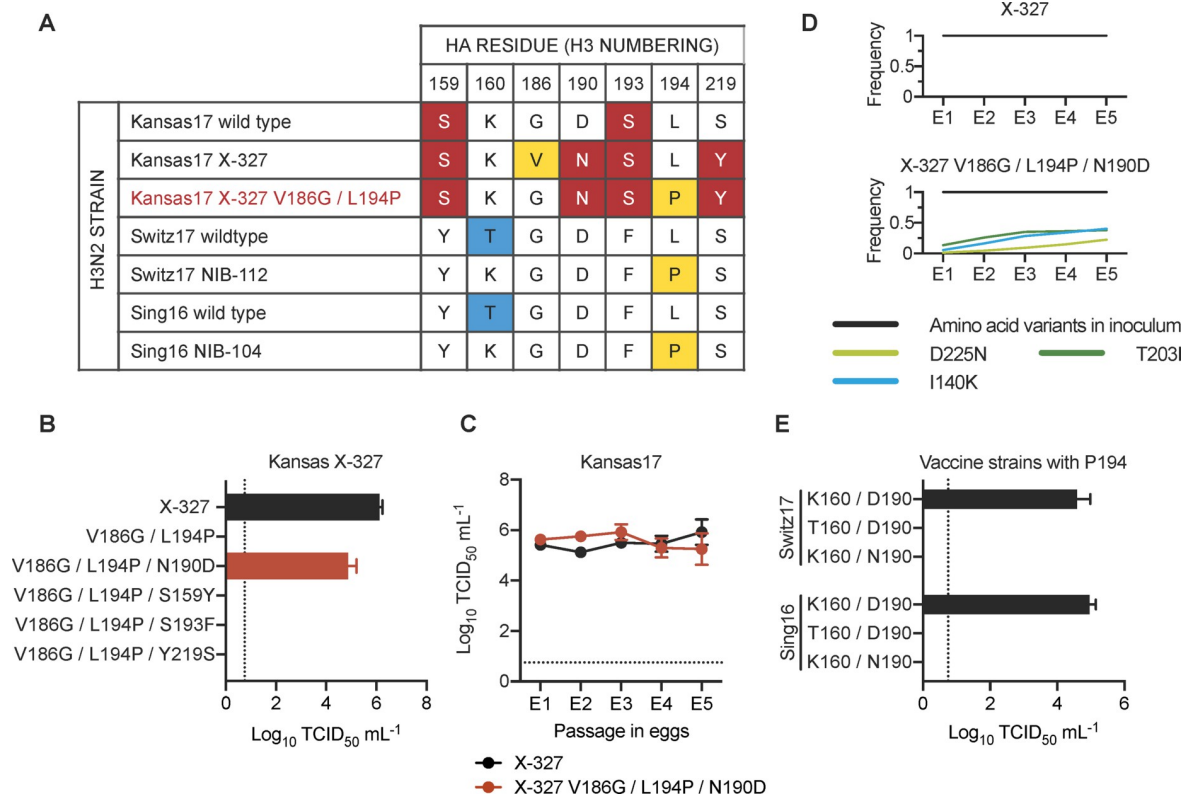 A
HA RESIDUE (H3 NUMBERING)
159 160 186 190 193 194 219
H3N2 STRAIN
Kansas17 wild type S K G D S L S
Kansas17 X-327 S K V N S L Y
Kansas17 X-327 V186G / L194P S K G N S P Y
Switz17 wildtype Y T G D F L S
Switz17 NIB-112 Y K G D F P S
Sing16 wild type Y T G D F L S
Sing16 NIB-104 Y K G D F P S
D
X-327
Frequency
1
0.5
0
E1 E2 E3 E4 E5
X-327 V186G / L194P / N190D
Frequency
1
0.5
0
E1 E2 E3 E4 E5
Amino acid variants in inoculum
D225N T203I
I140K
B
Kansas X-327
X-327
V186G / L194P
V186G / L194P / N190D
V186G / L194P / S159Y
V186G / L194P / S193F
V186G / L194P / Y219S
0 2 4 6 8
Log10 TCID50 mL-1
C
Kansas17
Log10 TCID50 mL-1
8
6
4
2
0
E1 E2 E3 E4 E5
Passage in eggs
X-327
X-327 V186G / L194P / N190D
E
Vaccine strains with P194
Switz17
K160 / D190
T160 / D190
K160 / N190
Sing16
K160 / D190
T160 / D190
K160 / N190
0 2 4 6
Log10 TCID50 mL-1